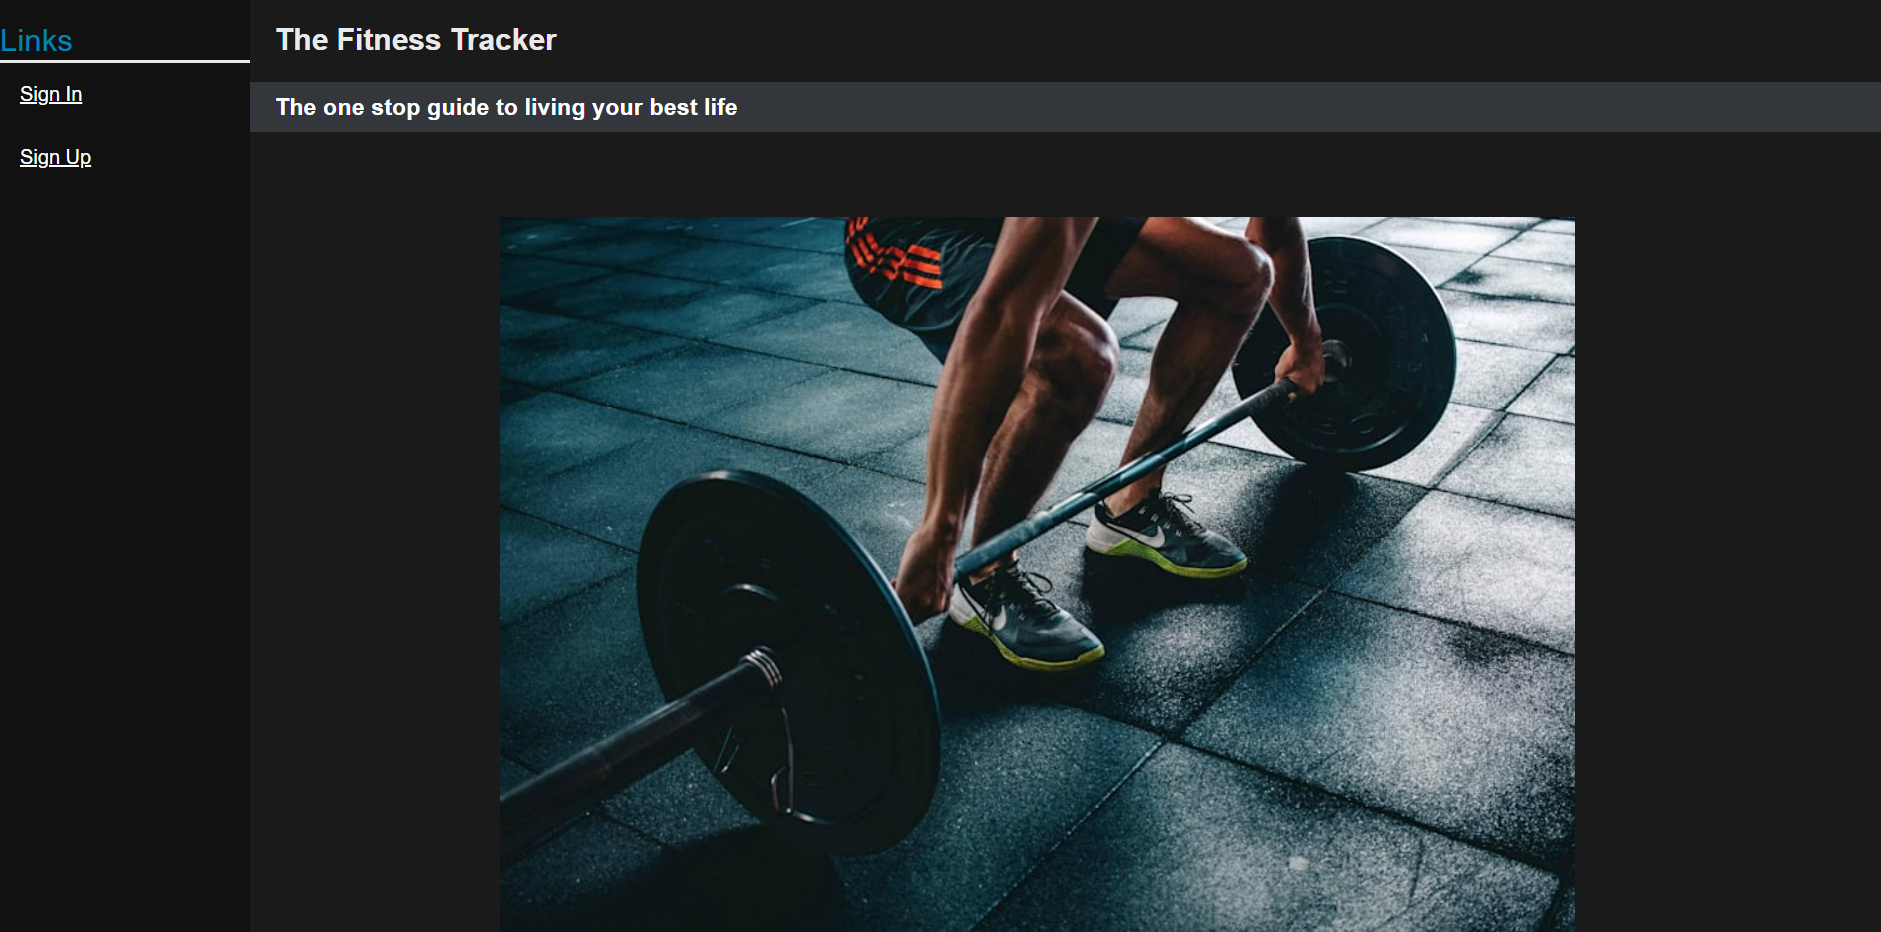 Links
Sign In
Sign Up
The Fitness Tracker
The one stop guide to living your best life